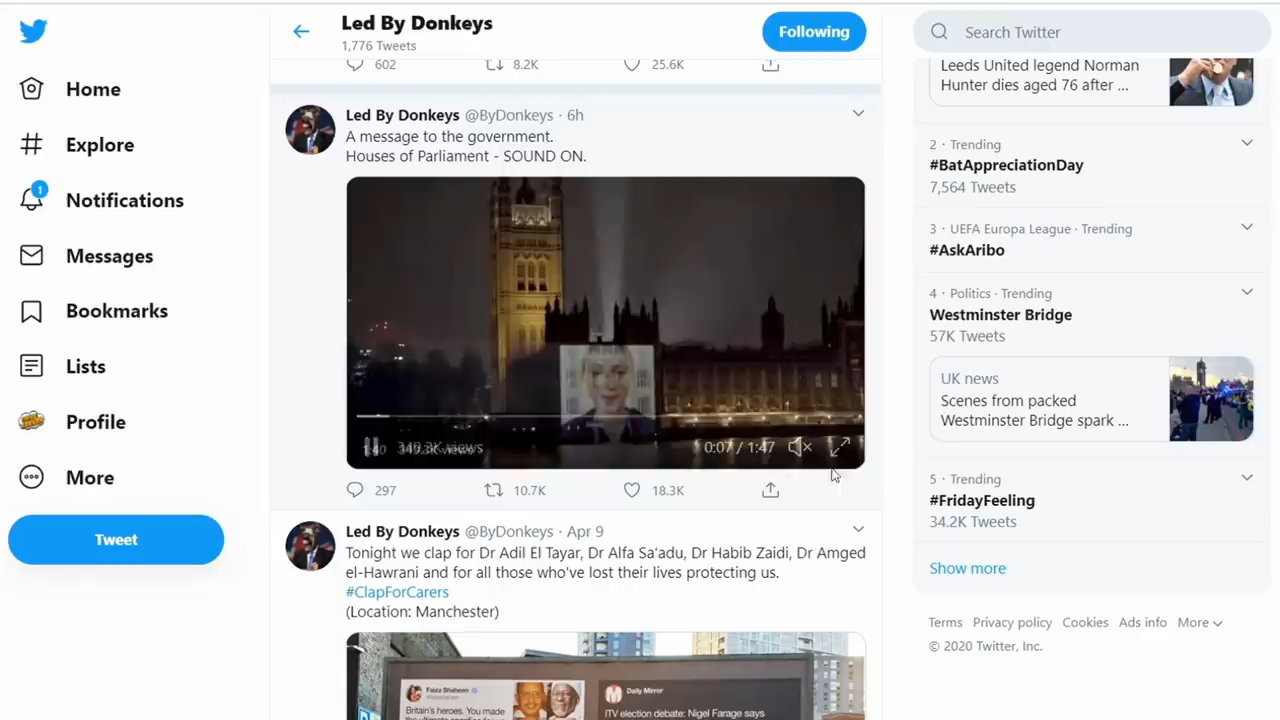 Led By Donkeys
1,776 Tweets
Following
Search Twitter
Home
Explore
1
Notifications
Messages
Bookmarks
Lists
Profile
More
Tweet
602
8.2K
25.6K
Led By Donkeys @ByDonkeys · 6h
A message to the government.
Houses of Parliament - SOUND ON.
0:07 / 1:47
297
10.7K
18.3K
Led By Donkeys @ByDonkeys · Apr 9
Tonight we clap for Dr Adil El Tayar, Dr Alfa Sa'adu, Dr Habib Zaidi, Dr Amged
el-Hawrani and for all those who've lost their lives protecting us.
#ClapForCarers
(Location: Manchester)
Faiza Shaheen
Britain's heroes. You made
Daily Mirror
ITV election debate: Nigel Farage says
Leeds United legend Norman
Hunter dies aged 76 after ...
2 · Trending
#BatAppreciationDay
7,564 Tweets
3 · UEFA Europa League · Trending
#AskAribo
4 · Politics · Trending
Westminster Bridge
57K Tweets
UK news
Scenes from packed
Westminster Bridge spark ...
5 · Trending
#FridayFeeling
34.2K Tweets
Show more
Terms Privacy policy Cookies Ads info More
© 2020 Twitter, Inc.